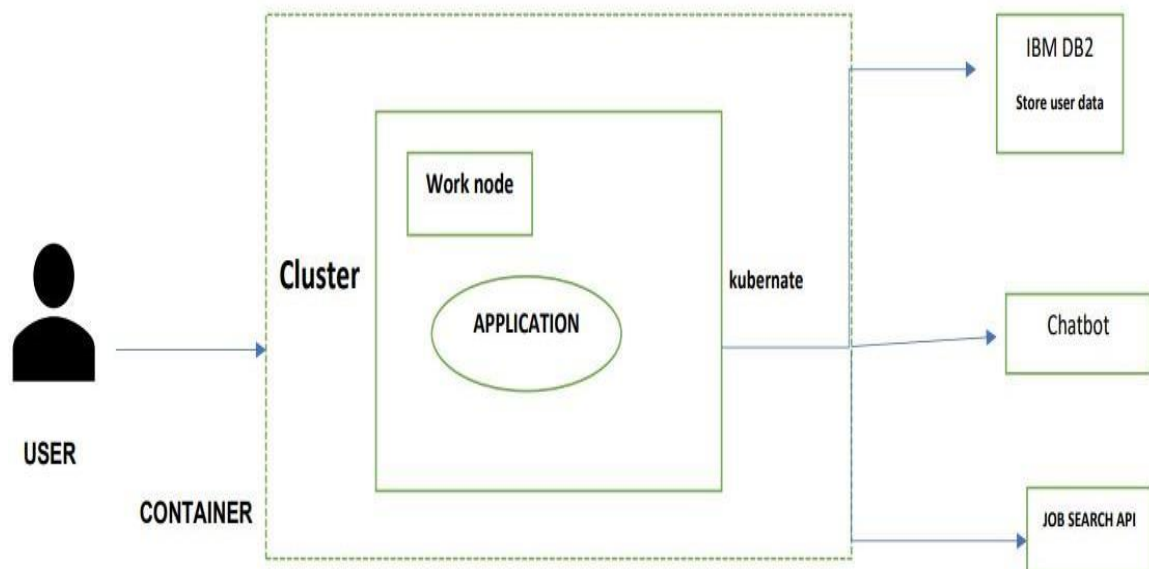 IBM DB2
Store user data
Work node
Cluster
kubernate
APPLICATION
Chatbot
USER
CONTAINER
JOB SEARCH API